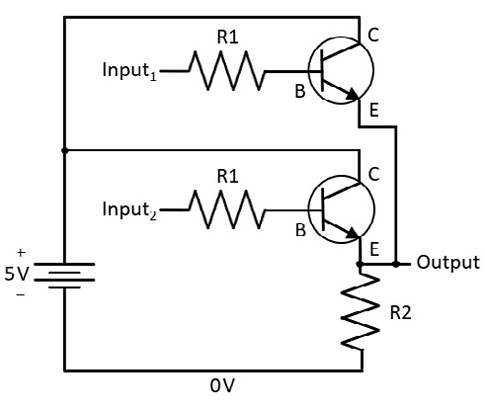 R1
C
Input₁
B
E
R1
C
Input₂
B
E
+
5V
−
Output
R2
0V